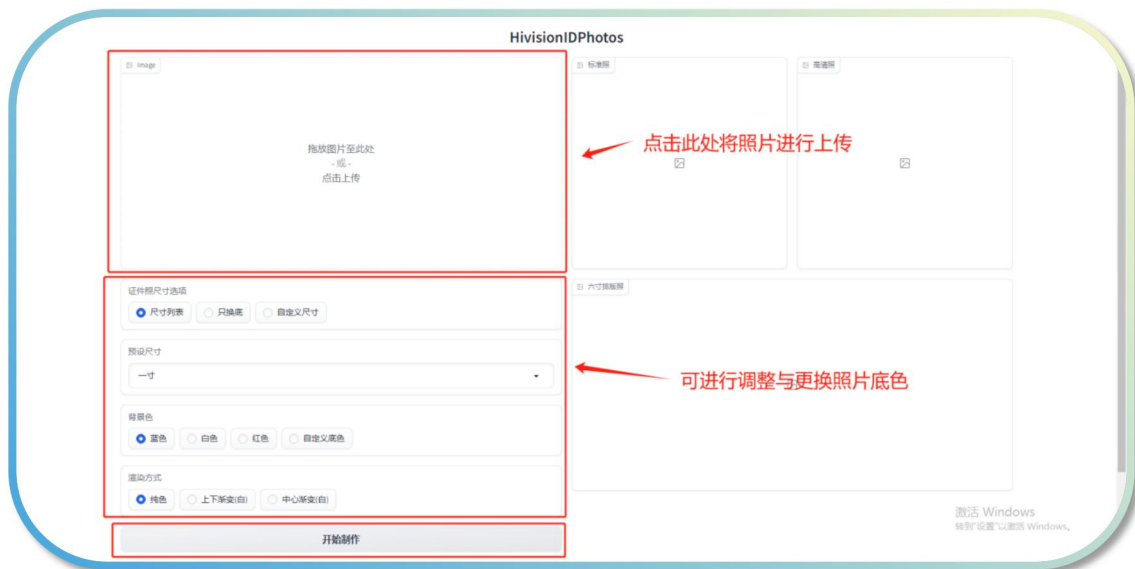 HivisionIDPhotos
Image
标准照
高清照
拖放图片至此处
- 或 -
点击上传
点击此处将照片进行上传
证件照尺寸选项
尺寸列表
只换底
自定义尺寸
六寸排版照
预设尺寸
一寸
可进行调整与更换照片底色
背景色
蓝色
白色
红色
自定义底色
渲染方式
纯色
上下渐变(白)
中心渐变(白)
开始制作
激活 Windows
转到"设置"以激活 Windows。